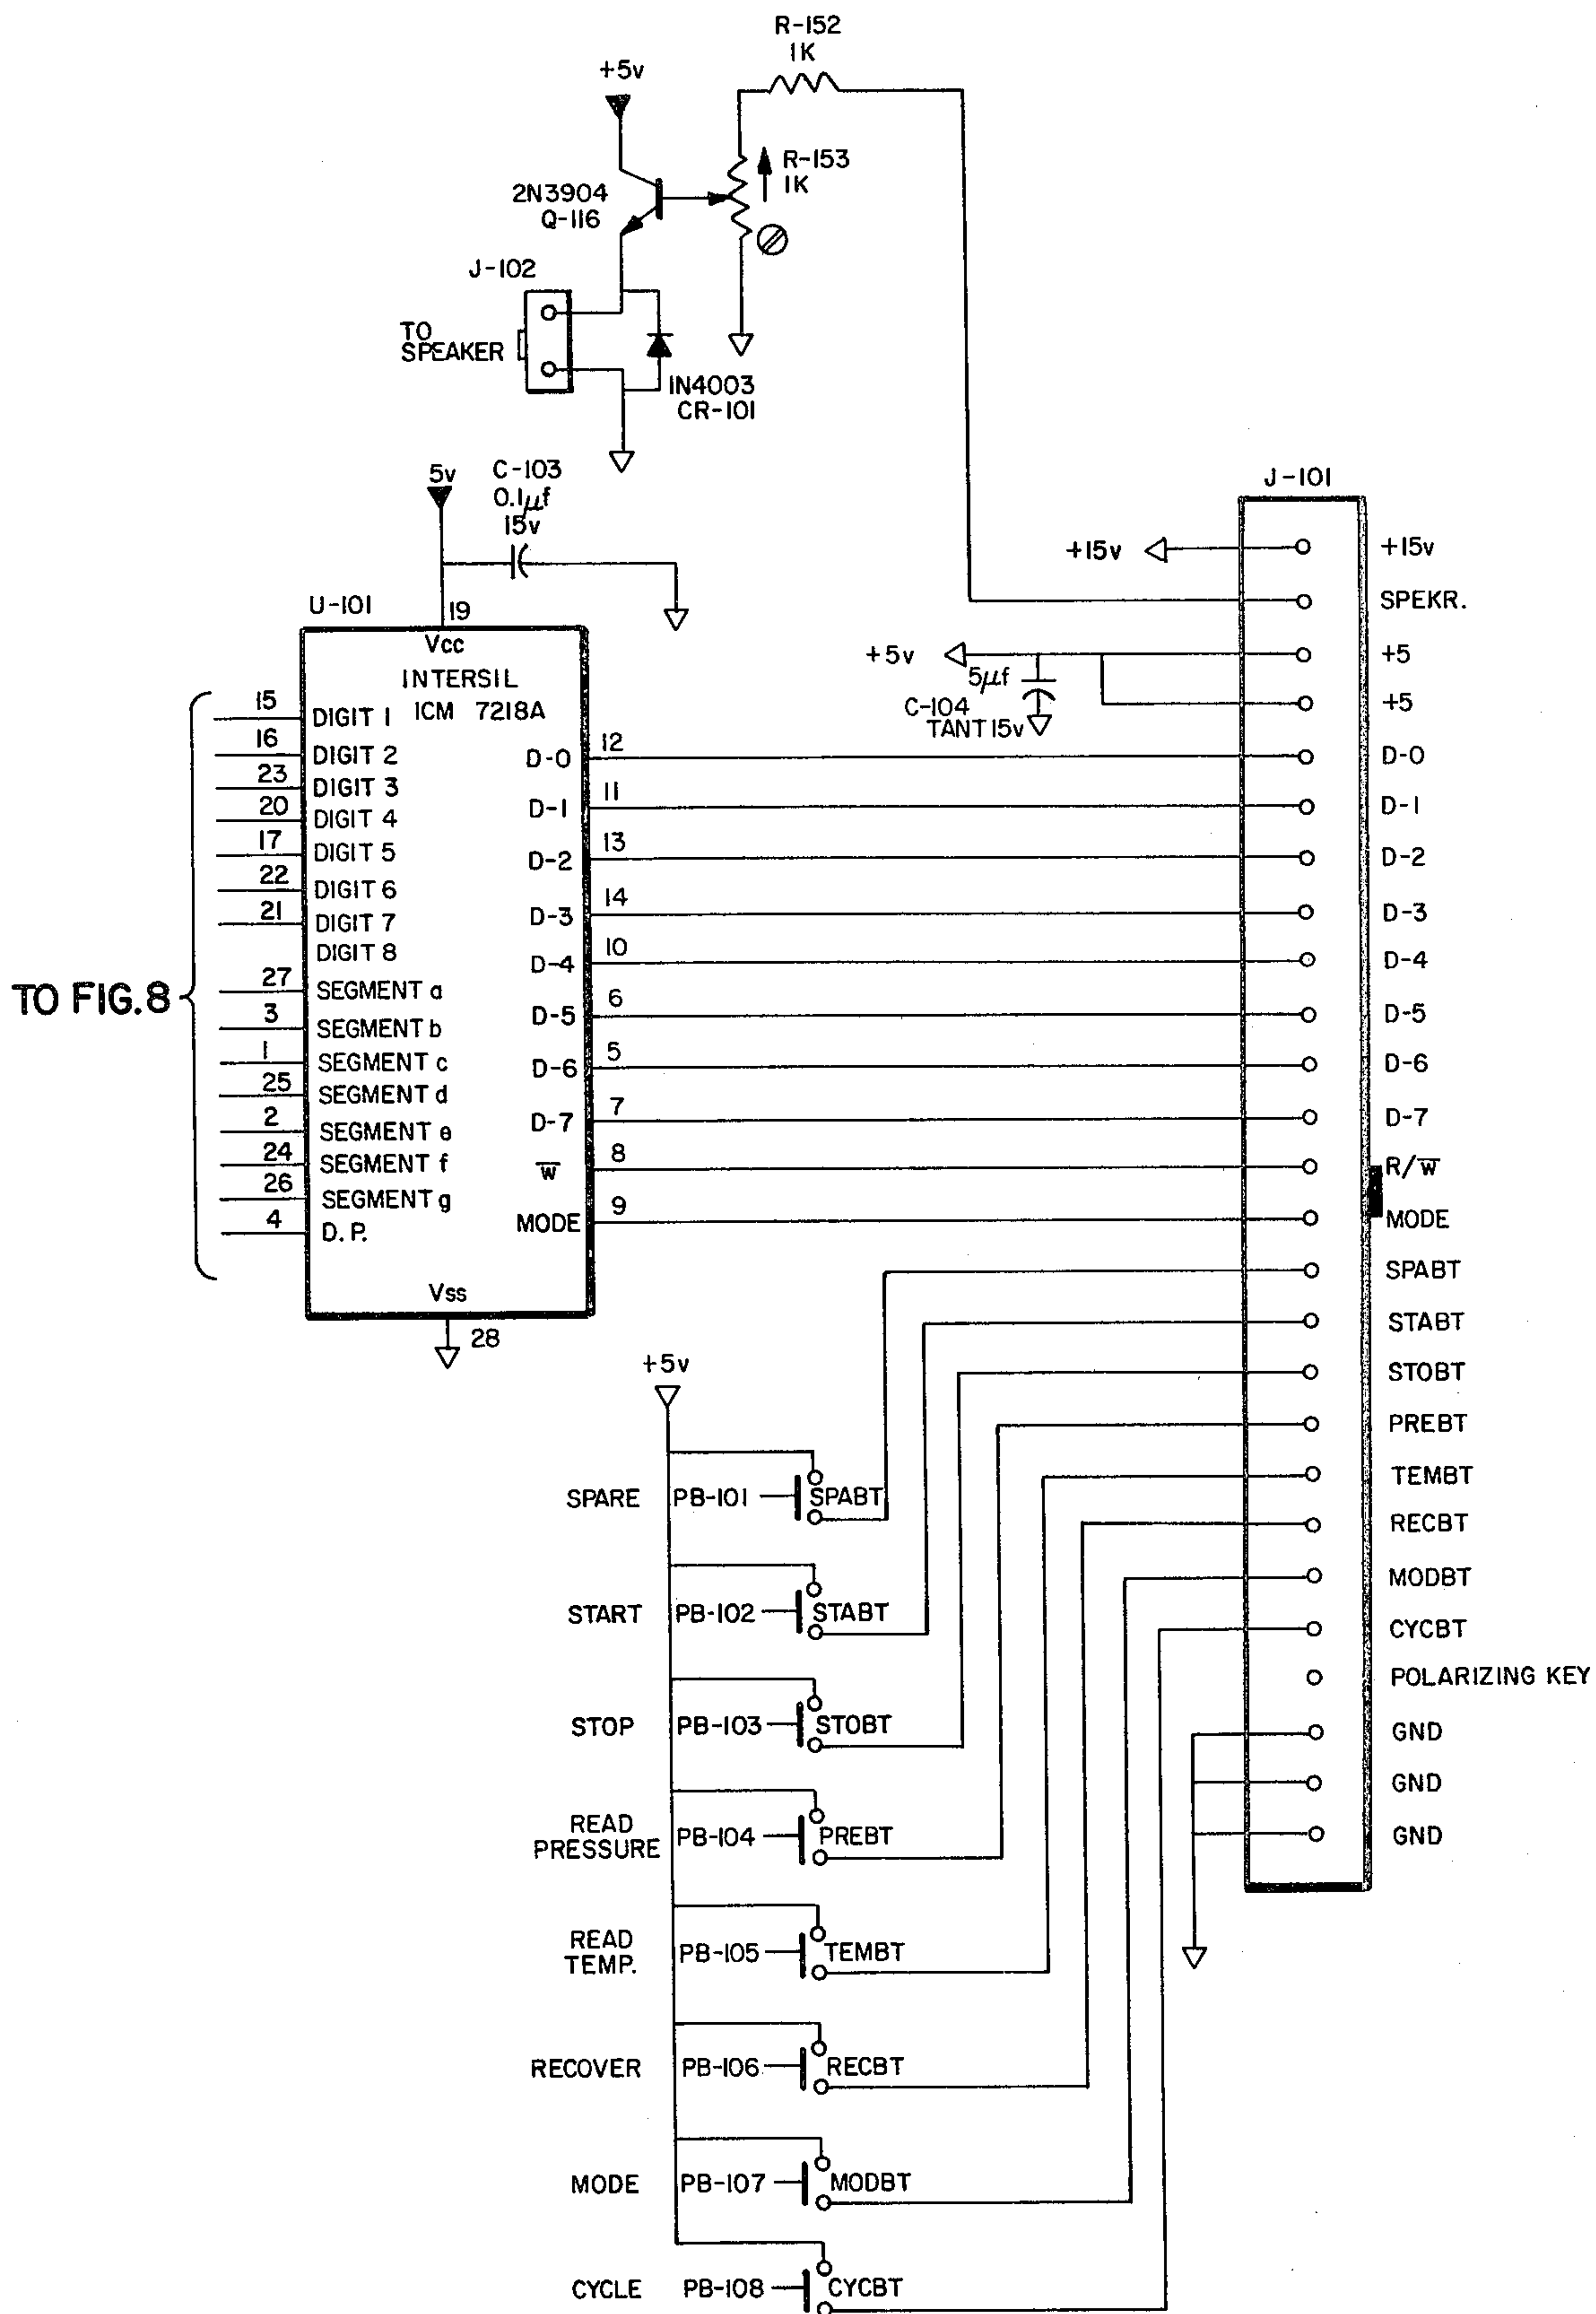 R-152
1K
+5v
R-153
1K
2N3904
Q-116
J-102
TO
SPEAKER
1N4003
CR-101
5v
C-103
0.1µf
15v
J-101
+15v
+15v
SPEKR.
+5v
+5
5µf
C-104
TANT 15v
+5
U-101
19
Vcc
INTERSIL
ICM 7218A
15 DIGIT 1
16 DIGIT 2
23 DIGIT 3
20 DIGIT 4
17 DIGIT 5
22 DIGIT 6
21 DIGIT 7
DIGIT 8
27 SEGMENT a
3 SEGMENT b
1 SEGMENT c
25 SEGMENT d
2 SEGMENT e
24 SEGMENT f
26 SEGMENT g
4 D.P.
TO FIG.8
D-0 12 D-0
D-1 11 D-1
D-2 13 D-2
D-3 14 D-3
D-4 10 D-4
D-5 6 D-5
D-6 5 D-6
D-7 7 D-7
W̅ 8 R/W̅
MODE 9 MODE
Vss
28
SPABT
STABT
STOBT
PREBT
TEMBT
RECBT
MODBT
CYCBT
POLARIZING KEY
GND
GND
GND
+5v
SPARE PB-101 SPABT
START PB-102 STABT
STOP PB-103 STOBT
READ
PRESSURE PB-104 PREBT
READ
TEMP. PB-105 TEMBT
RECOVER PB-106 RECBT
MODE PB-107 MODBT
CYCLE PB-108 CYCBT